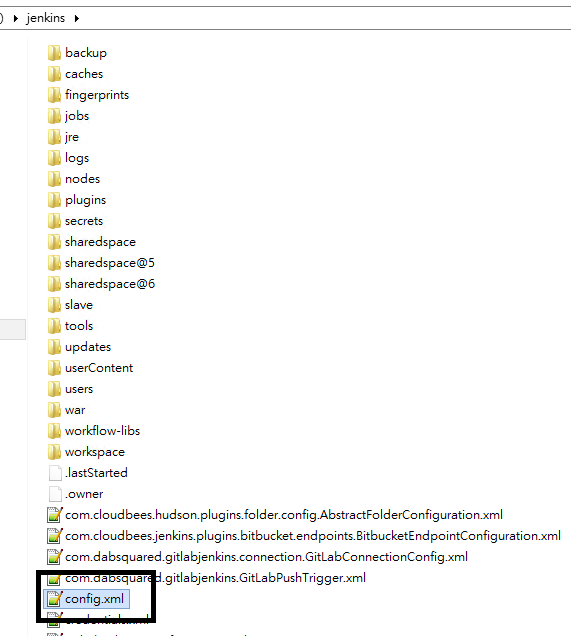 ) ▸ jenkins ▸
backup
caches
fingerprints
jobs
jre
logs
nodes
plugins
secrets
sharedspace
sharedspace@5
sharedspace@6
slave
tools
updates
userContent
users
war
workflow-libs
workspace
.lastStarted
.owner
com.cloudbees.hudson.plugins.folder.config.AbstractFolderConfiguration.xml
com.cloudbees.jenkins.plugins.bitbucket.endpoints.BitbucketEndpointConfiguration.xml
com.dabsquared.gitlabjenkins.connection.GitLabConnectionConfig.xml
com.dabsquared.gitlabjenkins.GitLabPushTrigger.xml
config.xml
credentials.xml